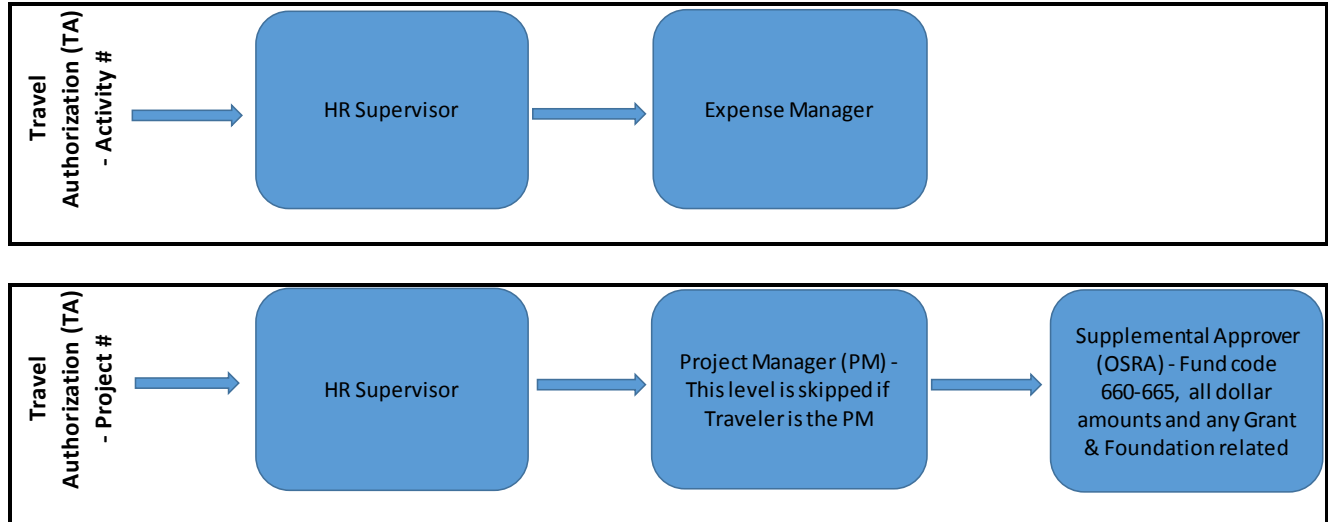 Travel
Authorization (TA)
- Activity #
HR Supervisor
Expense Manager
Travel
Authorization (TA)
- Project #
HR Supervisor
Project Manager (PM) -
This level is skipped if
Traveler is the PM
Supplemental Approver
(OSRA) - Fund code
660-665, all dollar
amounts and any Grant
& Foundation related